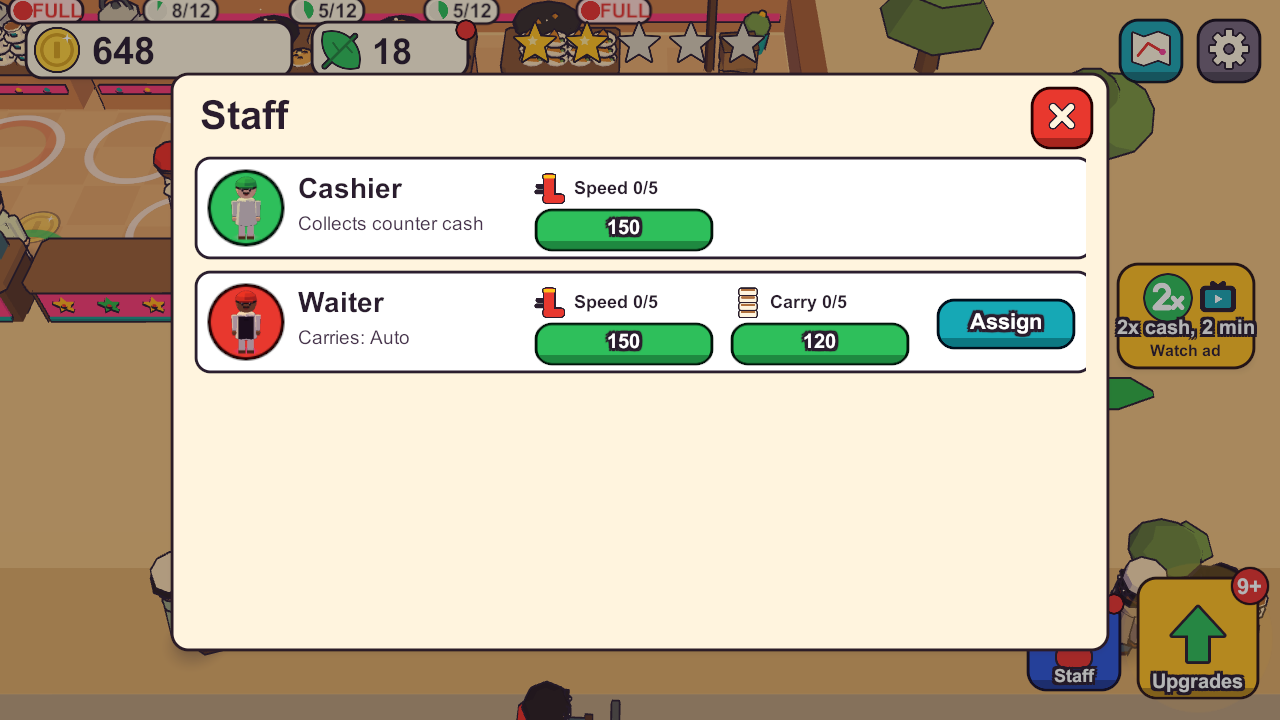 FULL
8/12
5/12
5/12
FULL
648
18
Staff
Cashier
Collects counter cash
Speed 0/5
150
Waiter
Carries: Auto
Speed 0/5
150
Carry 0/5
120
Assign
2x
2x cash, 2 min
Watch ad
9+
Staff
Upgrades